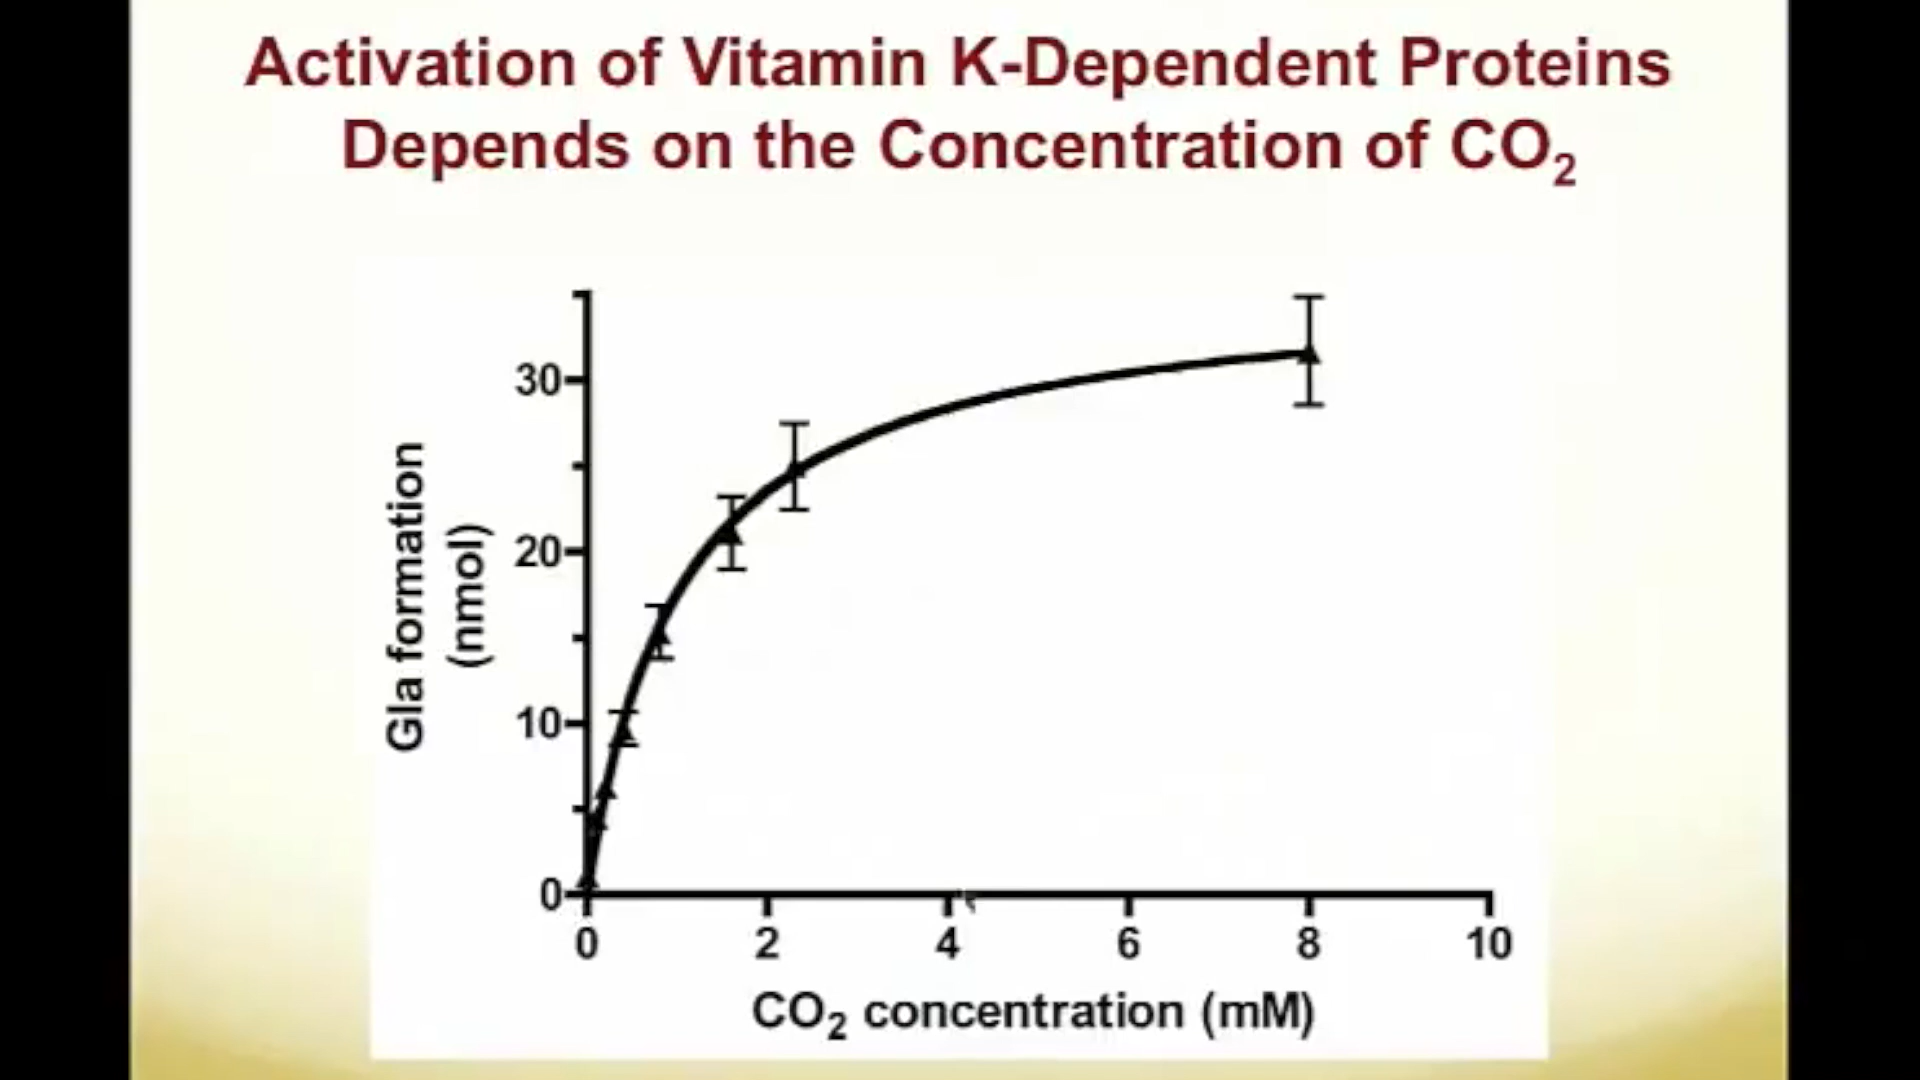 Activation of Vitamin K-Dependent Proteins
Depends on the Concentration of CO₂
Gla formation
(nmol)
30
20
10
0
0 2 4 6 8 10
CO₂ concentration (mM)